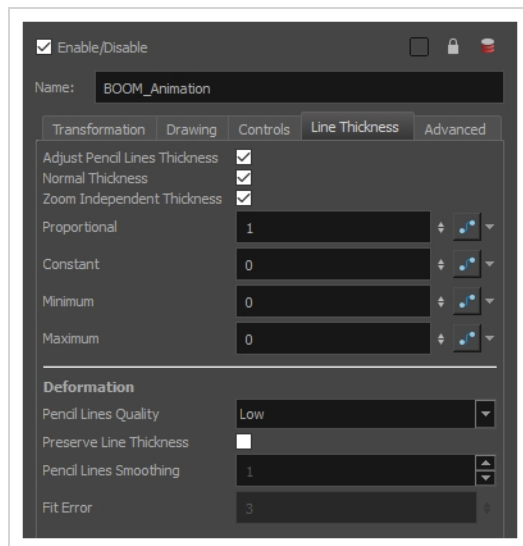 Enable/Disable
Name: BOOM_Animation
Transformation Drawing Controls Line Thickness Advanced
Adjust Pencil Lines Thickness
Normal Thickness
Zoom Independent Thickness
Proportional 1
Constant 0
Minimum 0
Maximum 0
Deformation
Pencil Lines Quality Low
Preserve Line Thickness
Pencil Lines Smoothing 1
Fit Error 3